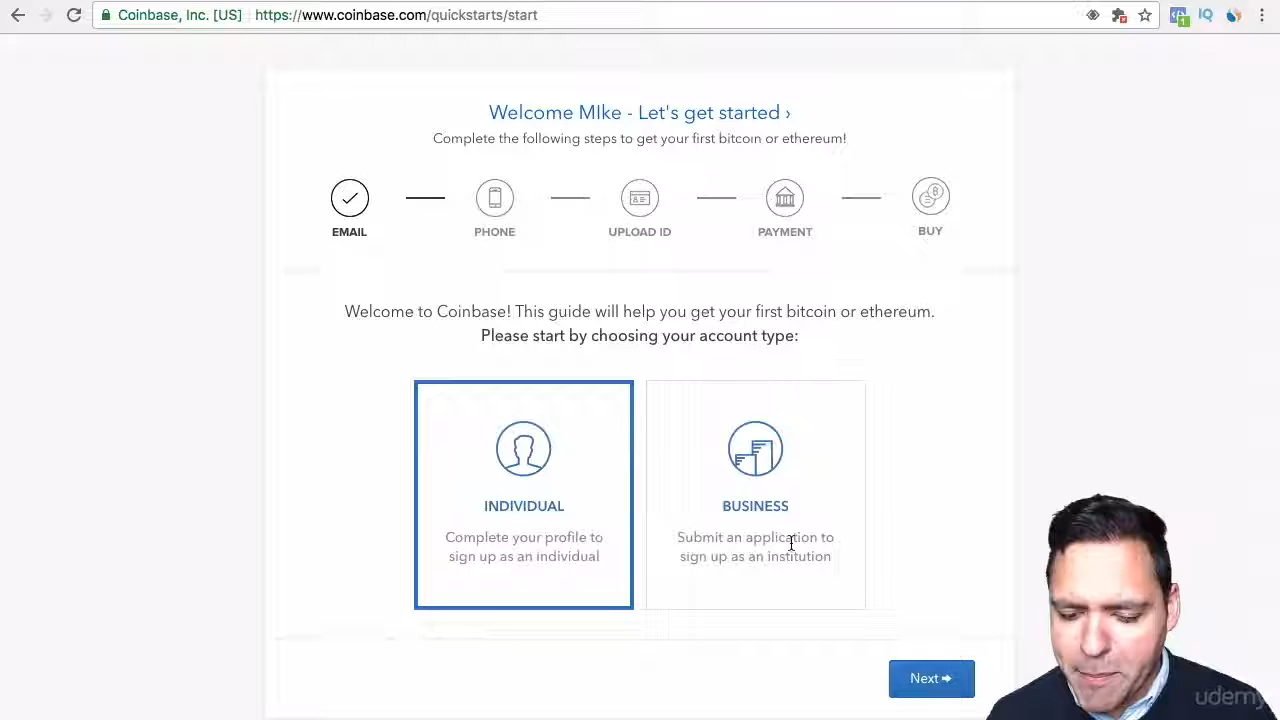 Coinbase, Inc. [US] https://www.coinbase.com/quickstarts/start
1
IQ
Welcome MIke - Let's get started ›
Complete the following steps to get your first bitcoin or ethereum!
EMAIL PHONE UPLOAD ID PAYMENT BUY
Welcome to Coinbase! This guide will help you get your first bitcoin or ethereum.
Please start by choosing your account type:
INDIVIDUAL
Complete your profile to
sign up as an individual
BUSINESS
Submit an application to
sign up as an institution
Next
udemy